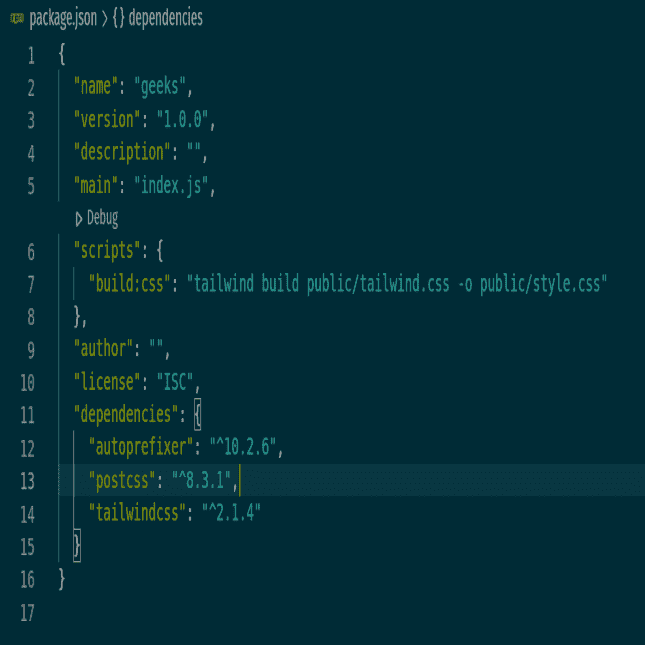 package.json > {} dependencies
1 {
2 "name": "geeks",
3 "version": "1.0.0",
4 "description": "",
5 "main": "index.js",
Debug
6 "scripts": {
7 "build:css": "tailwind build public/tailwind.css -o public/style.css"
8 },
9 "author": "",
10 "license": "ISC",
11 "dependencies": {
12 "autoprefixer": "^10.2.6",
13 "postcss": "^8.3.1",
14 "tailwindcss": "^2.1.4"
15 }
16 }
17